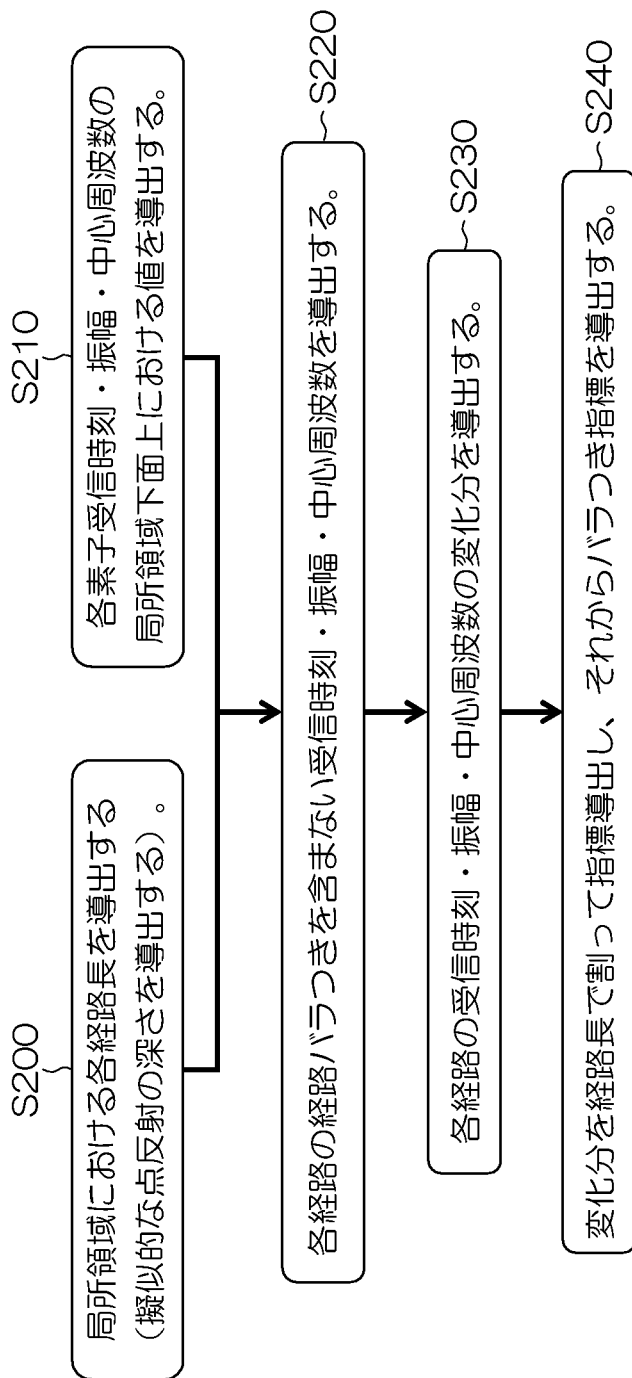 S200
局所領域における各経路長を導出する
(擬似的な点反射の深さを導出する)。
S210
各素子受信時刻・振幅・中心周波数の
局所領域下面上における値を導出する。
S220
各経路の経路バラつきを含まない受信時刻・振幅・中心周波数を導出する。
S230
各経路の受信時刻・振幅・中心周波数の変化分を導出する。
S240
変化分を経路長で割って指標導出し、それからバラつき指標を導出する。